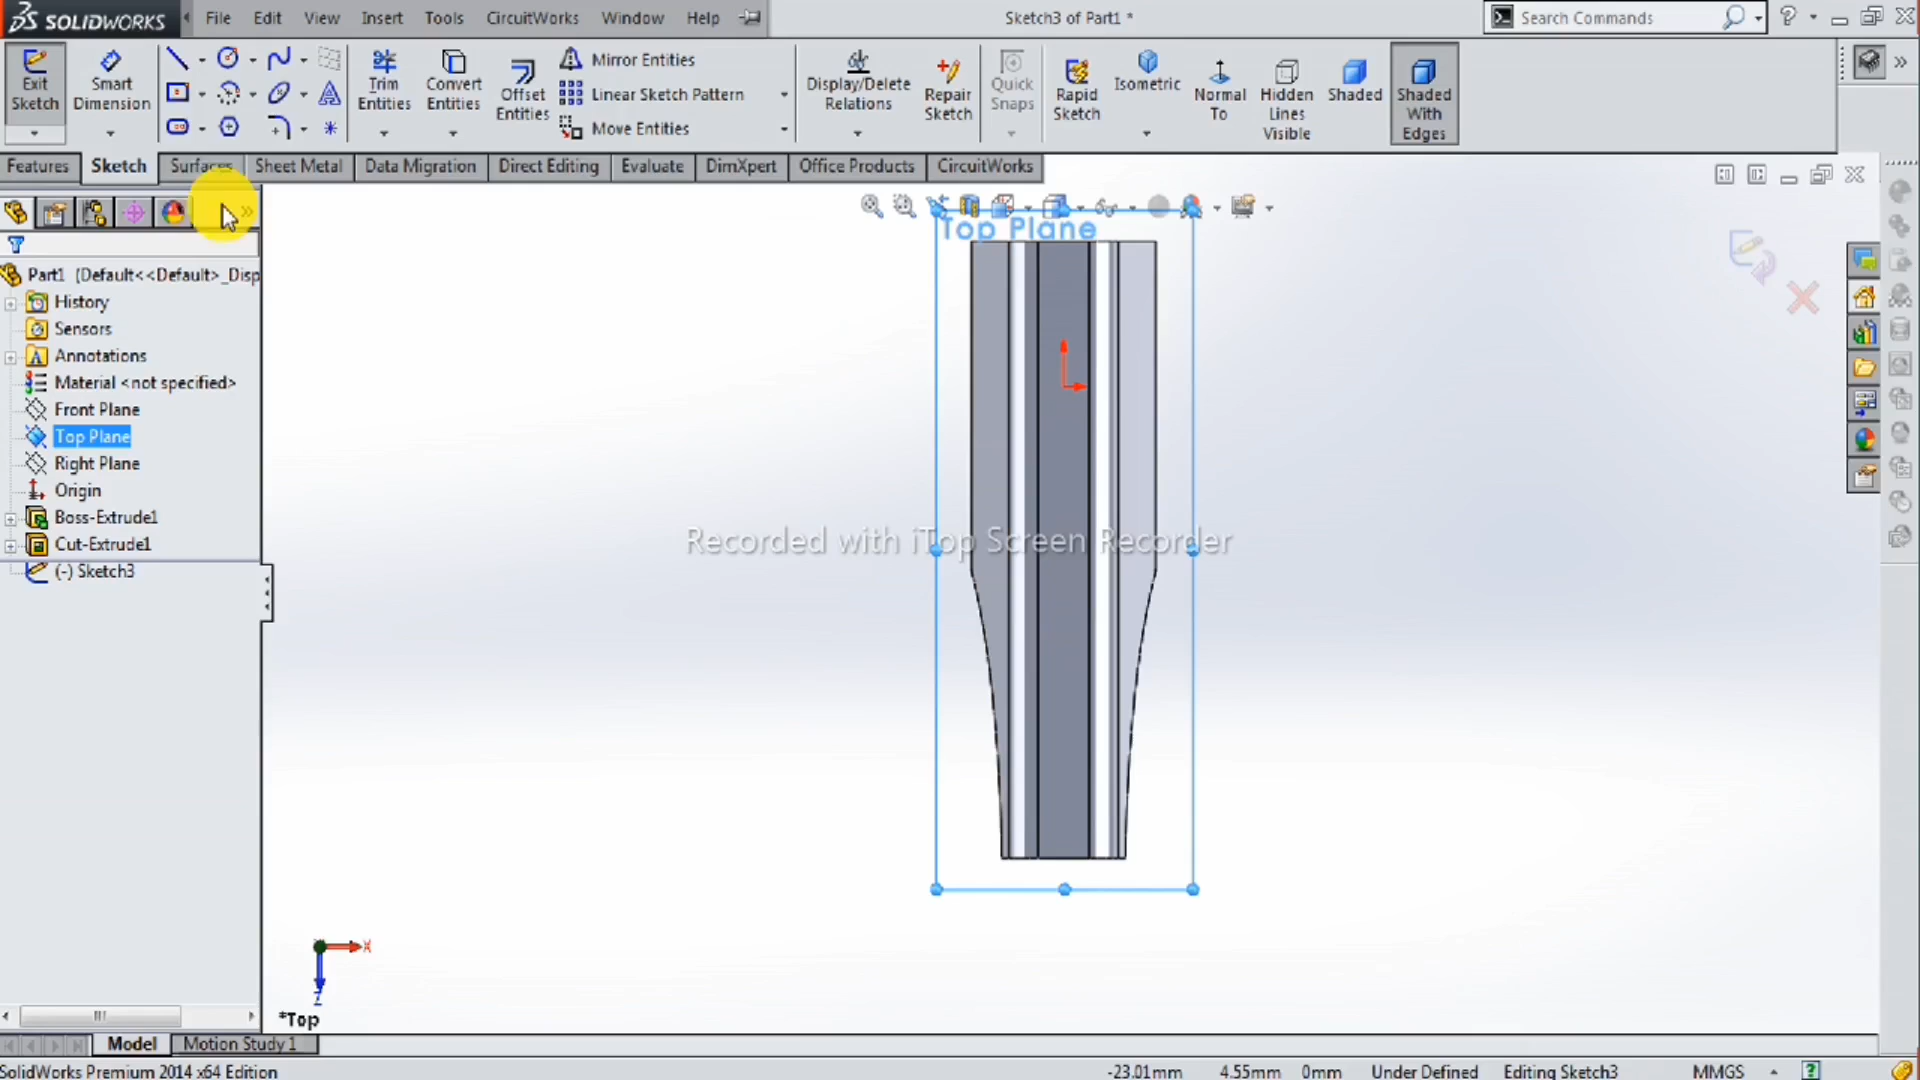 SOLIDWORKS File Edit View Insert Tools CircuitWorks Window Help Sketch3 of Part1 * Search Commands
Exit Sketch
Smart Dimension
Trim Entities
Convert Entities
Offset Entities
Mirror Entities
Linear Sketch Pattern
Move Entities
Display/Delete Relations
Repair Sketch
Quick Snaps
Rapid Sketch
Isometric
Normal To
Hidden Lines Visible
Shaded
Shaded With Edges
Features Sketch Surfaces Sheet Metal Data Migration Direct Editing Evaluate DimXpert Office Products CircuitWorks
Top Plane
Part1 (Default<<Default>_Disp
History
Sensors
Annotations
Material <not specified>
Front Plane
Top Plane
Right Plane
Origin
Boss-Extrude1
Cut-Extrude1
(-) Sketch3
Recorded with iTop Screen Recorder
X
Z
*Top
Model Motion Study 1
SolidWorks Premium 2014 x64 Edition -23.01mm 4.55mm 0mm Under Defined Editing Sketch3 MMGS